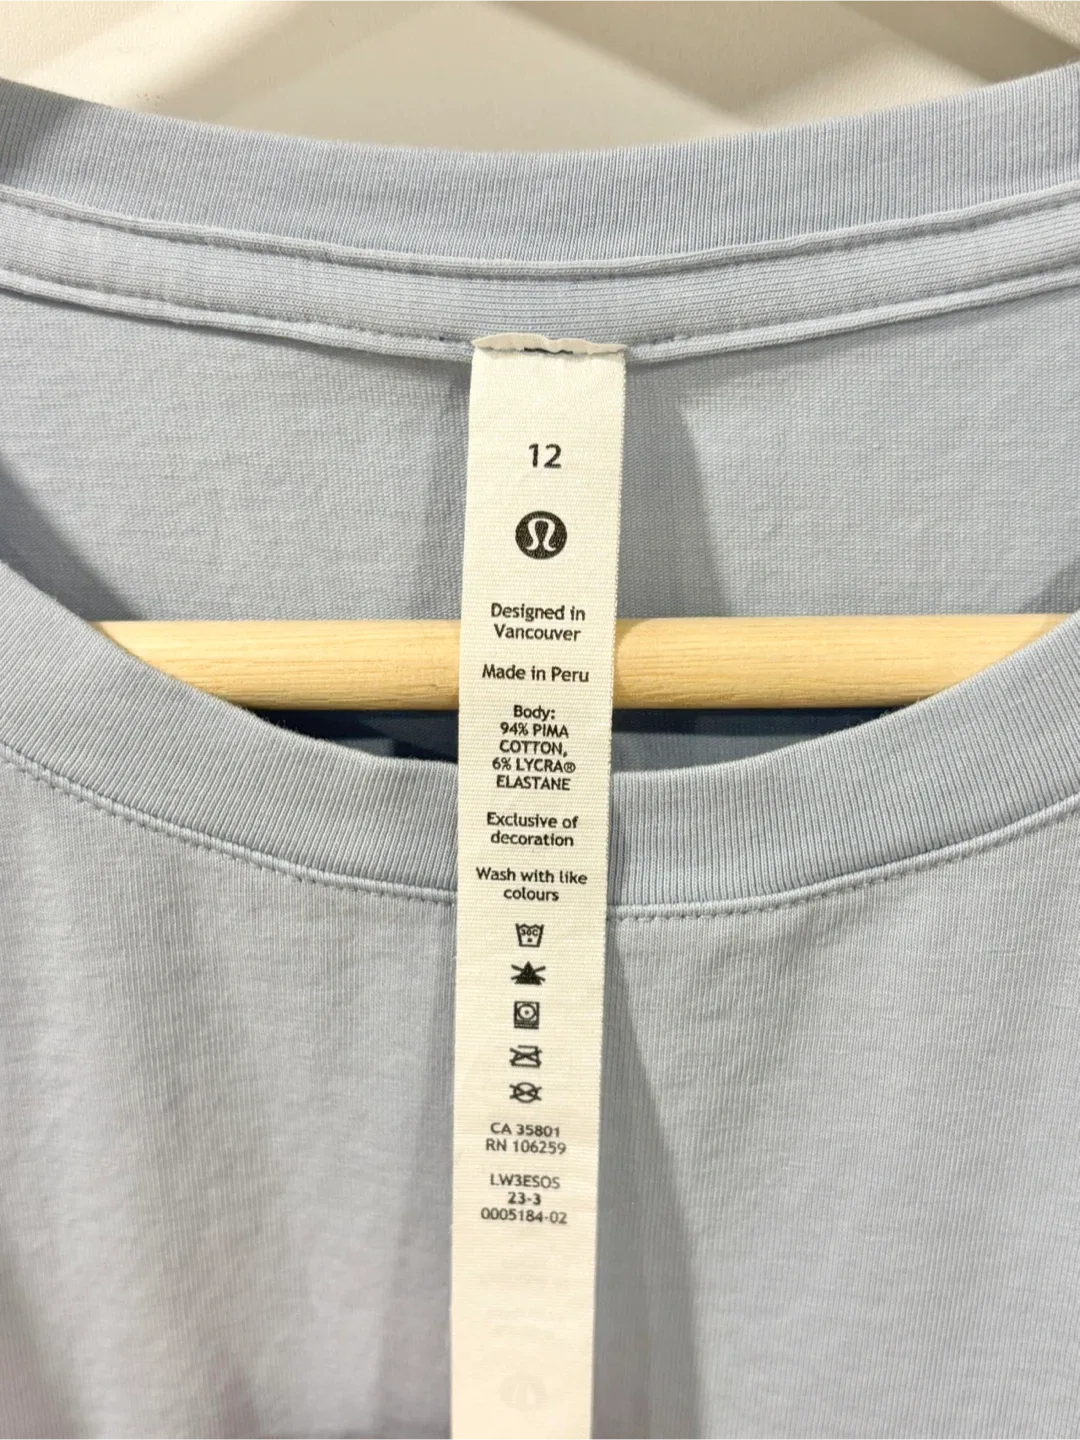 12
Designed in
Vancouver
Made in Peru
Body:
94% PIMA
COTTON,
6% LYCRA®
ELASTANE
Exclusive of
decoration
Wash with like
colours
30C
CA 35801
RN 106259
LW3ESOS
23-3
0005184-02